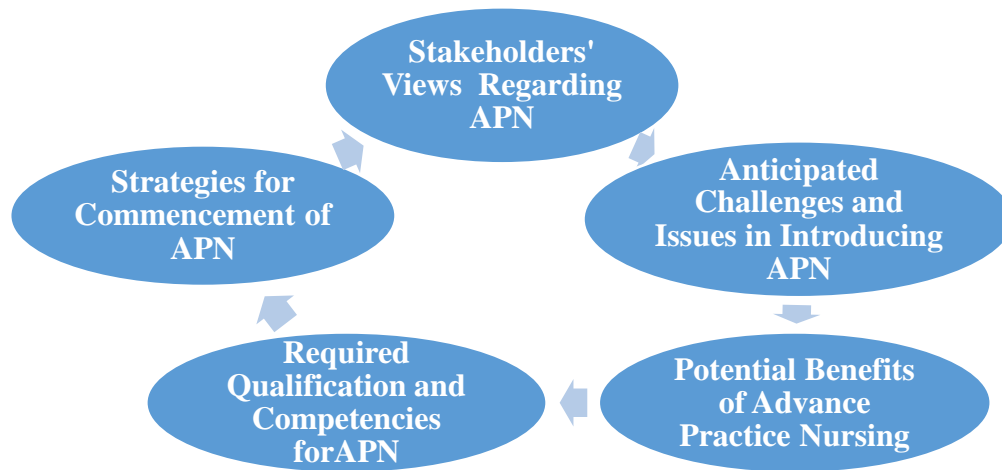 Stakeholders'
Views Regarding
APN
Anticipated
Challenges and
Issues in Introducing
APN
Potential Benefits
of Advance
Practice Nursing
Required
Qualification and
Competencies
forAPN
Strategies for
Commencement of
APN